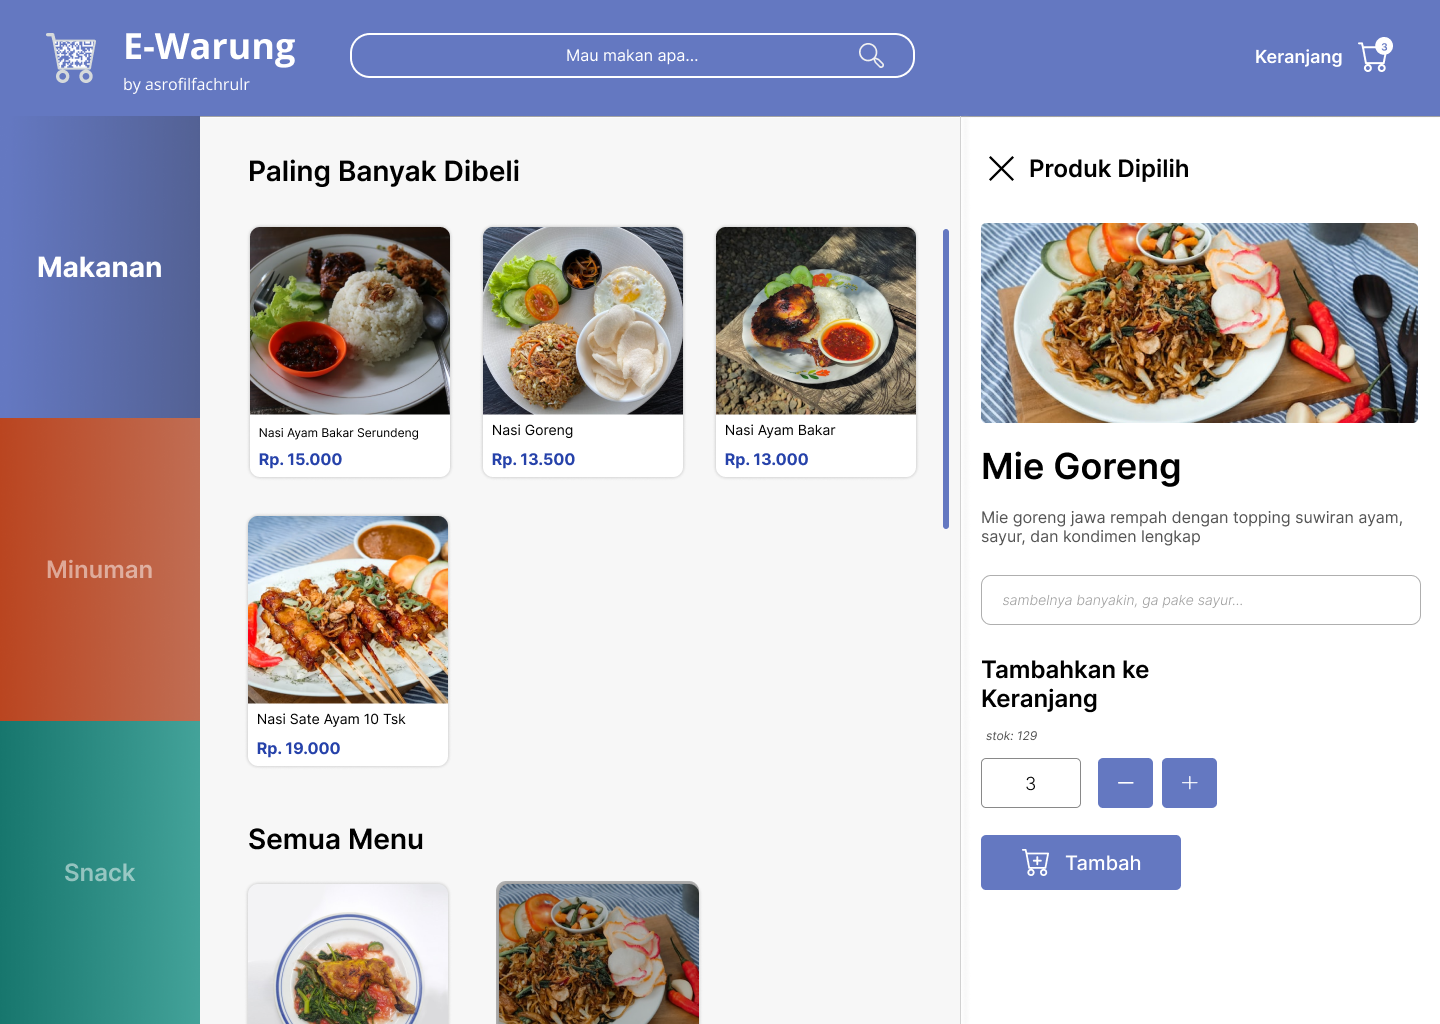 E-Warung
by asrofilfachrulr
Mau makan apa...
Keranjang
3
Makanan
Minuman
Snack
Paling Banyak Dibeli
Nasi Ayam Bakar Serundeng
Rp. 15.000
Nasi Goreng
Rp. 13.500
Nasi Ayam Bakar
Rp. 13.000
Nasi Sate Ayam 10 Tsk
Rp. 19.000
Semua Menu
Produk Dipilih
Mie Goreng
Mie goreng jawa rempah dengan topping suwiran ayam,
sayur, dan kondimen lengkap
sambelnya banyakin, ga pake sayur...
Tambahkan ke
Keranjang
stok: 129
3
Tambah